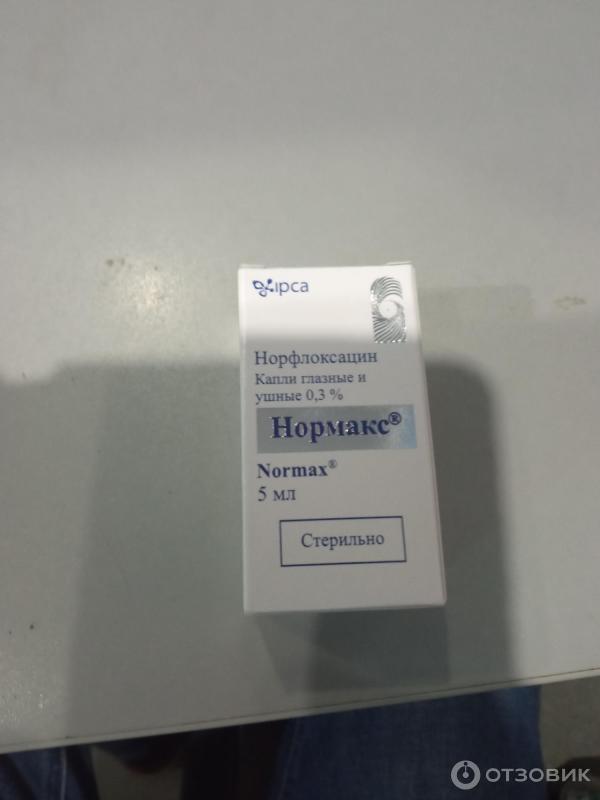 ipca
Норфлоксацин
Капли глазные и
ушные 0,3 %
Нормакс®
Normax®
5 мл
Стерильно
ОТЗОВИК